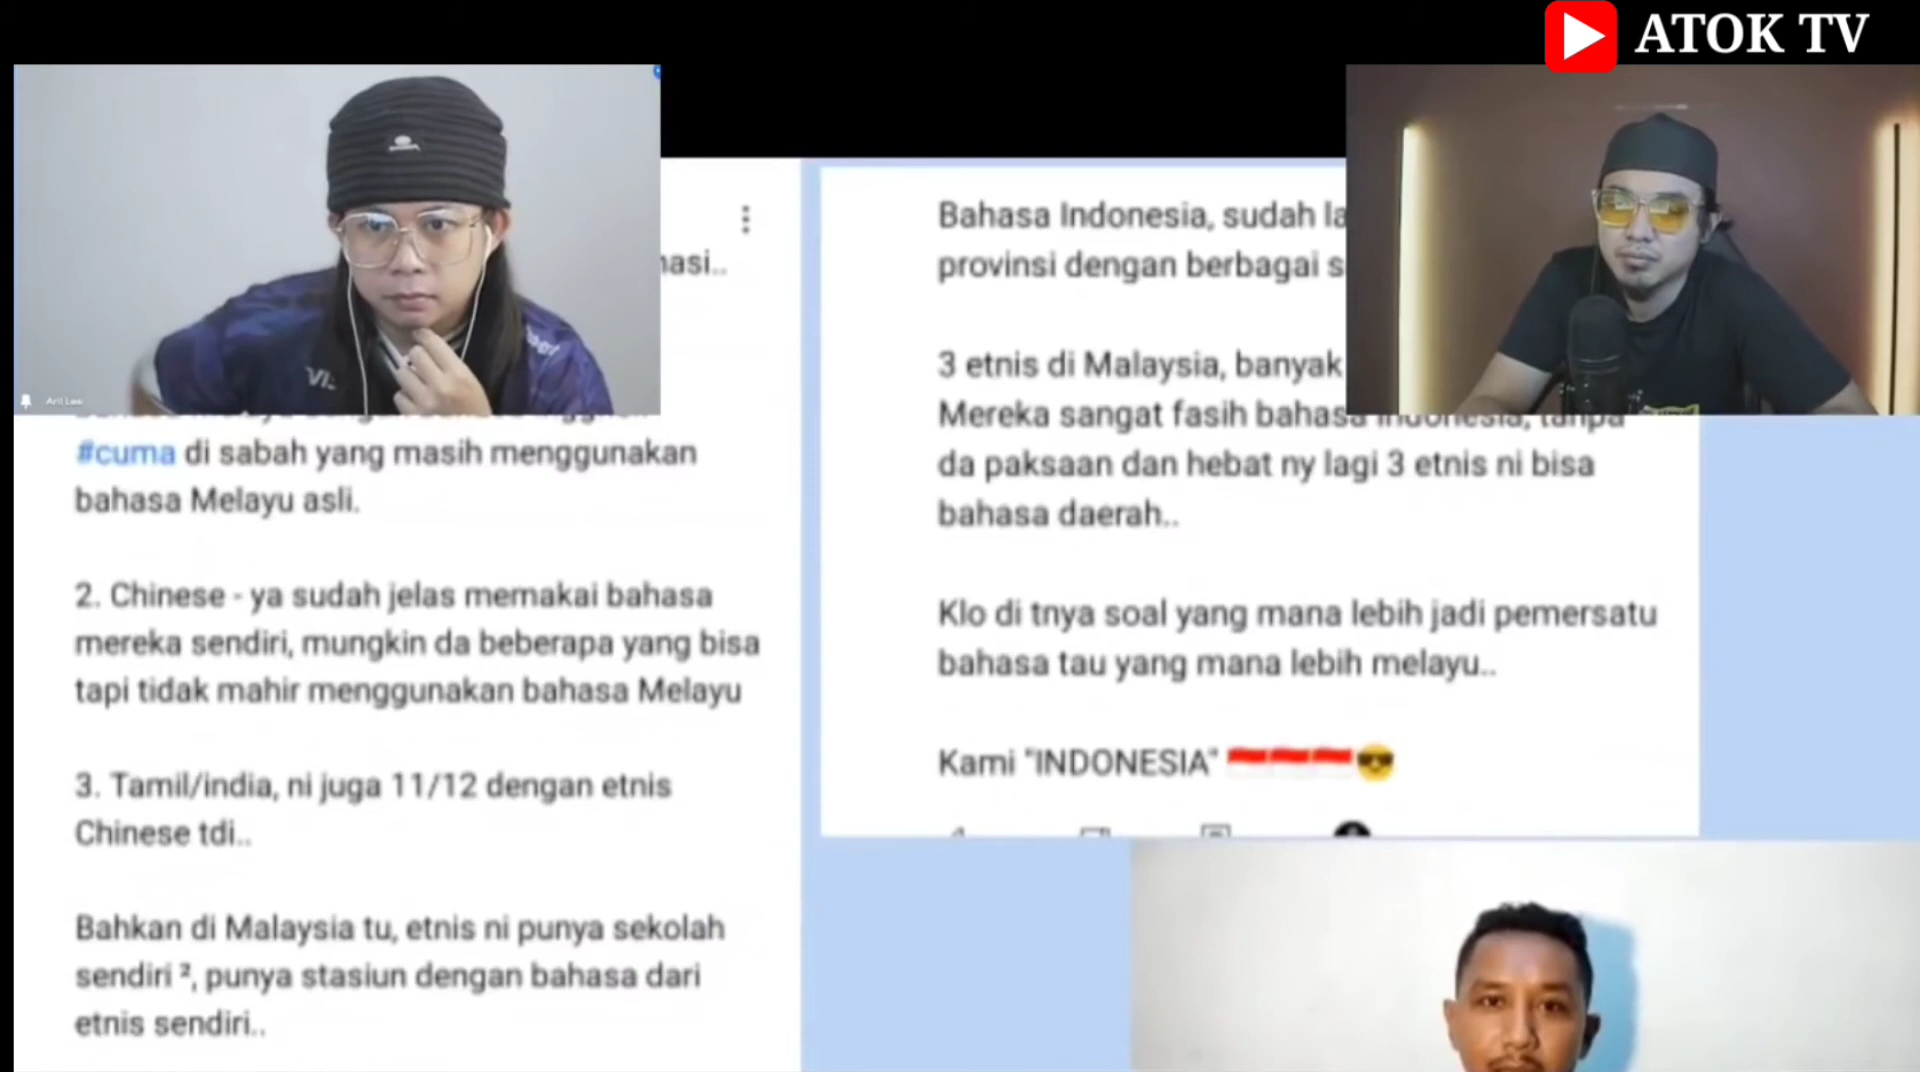 ATOK TV
Aril Lew
#cuma di sabah yang masih menggunakan
bahasa Melayu asli.
2. Chinese - ya sudah jelas memakai bahasa
mereka sendiri, mungkin da beberapa yang bisa
tapi tidak mahir menggunakan bahasa Melayu
3. Tamil/india, ni juga 11/12 dengan etnis
Chinese tdi..
Bahkan di Malaysia tu, etnis ni punya sekolah
sendiri ², punya stasiun dengan bahasa dari
etnis sendiri..
Bahasa Indonesia, sudah la
provinsi dengan berbagai s
3 etnis di Malaysia, banyak
Mereka sangat fasih bahasa indonesia, tanpa
da paksaan dan hebat ny lagi 3 etnis ni bisa
bahasa daerah..
Klo di tnya soal yang mana lebih jadi pemersatu
bahasa tau yang mana lebih melayu..
Kami "INDONESIA"